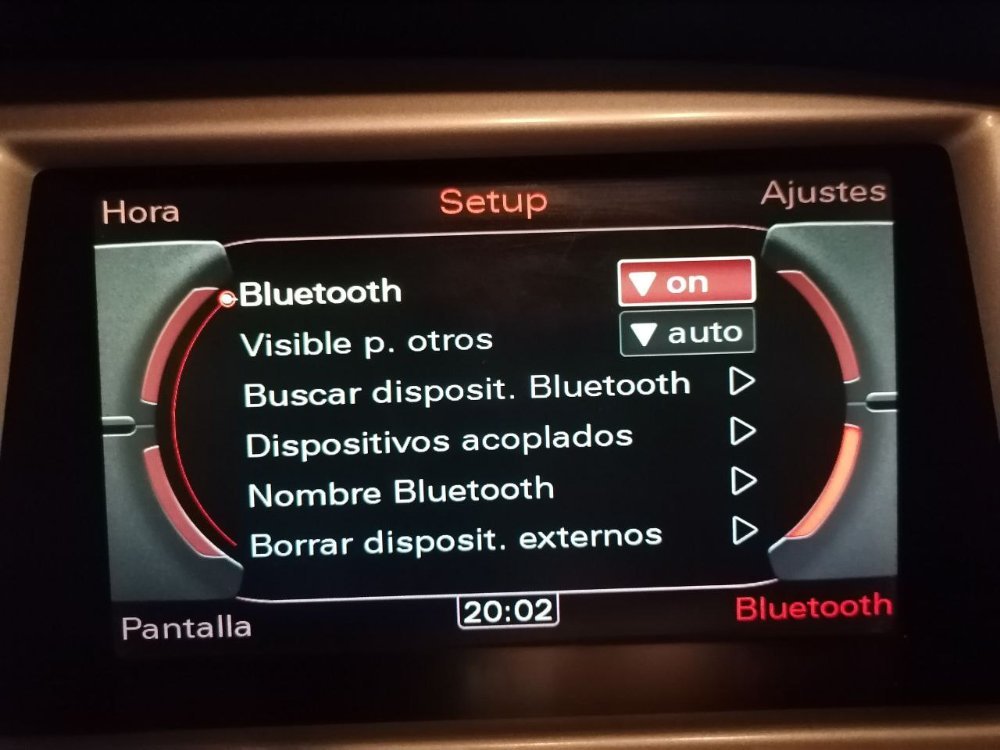 Hora Setup Ajustes
Bluetooth on
Visible p. otros auto
Buscar disposit. Bluetooth
Dispositivos acoplados
Nombre Bluetooth
Borrar disposit. externos
Pantalla 20:02 Bluetooth